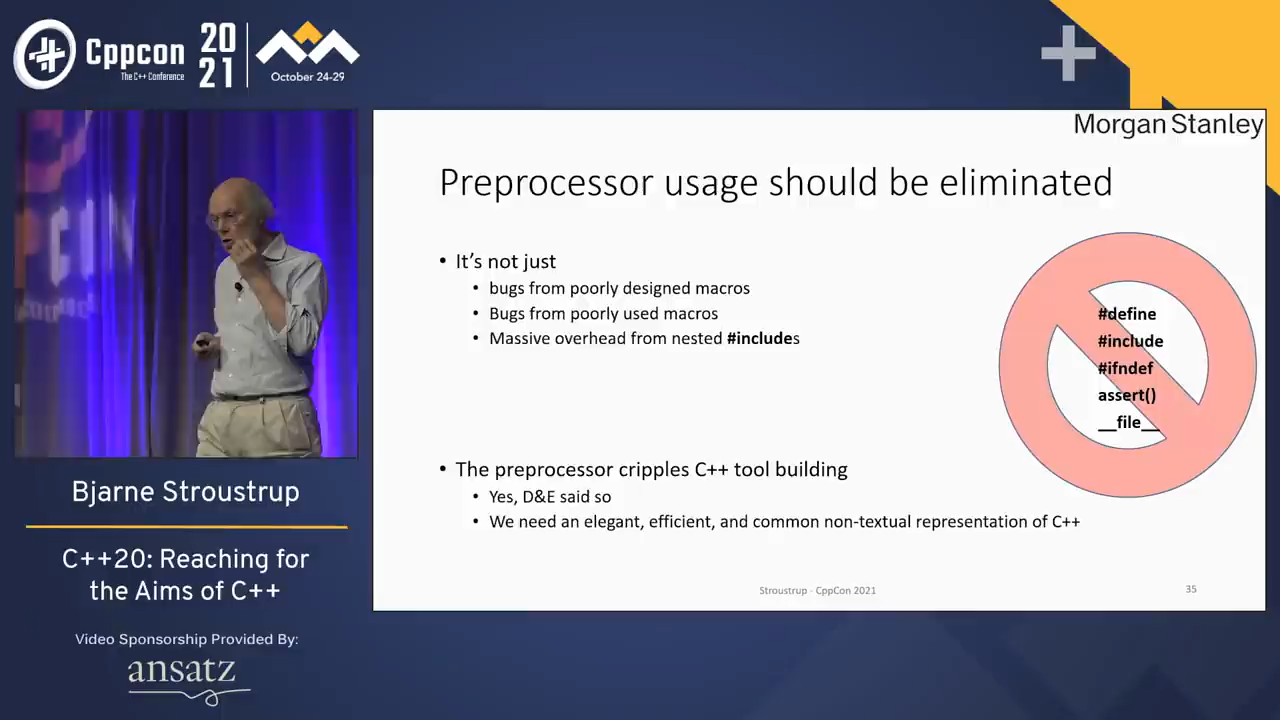 Cppcon
The C++ Conference
20
21
October 24-29
Morgan Stanley
Preprocessor usage should be eliminated
• It's not just
• bugs from poorly designed macros
• Bugs from poorly used macros
• Massive overhead from nested #includes
#define
#include
#ifndef
assert()
__file__
• The preprocessor cripples C++ tool building
• Yes, D&E said so
• We need an elegant, efficient, and common non-textual representation of C++
Stroustrup - CppCon 2021
35
Bjarne Stroustrup
C++20: Reaching for
the Aims of C++
Video Sponsorship Provided By:
ansatz